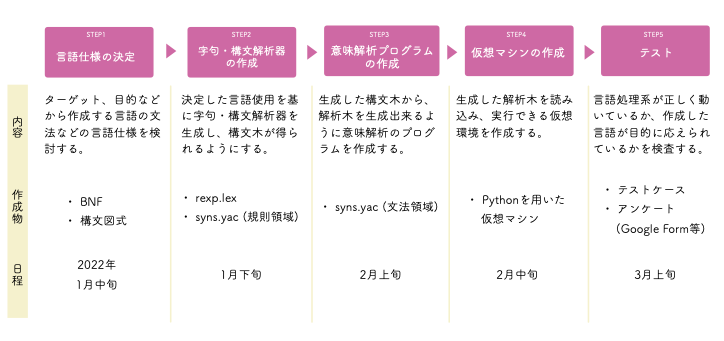 STEP1
言語仕様の決定
STEP2
字句・構文解析器
の作成
STEP3
意味解析プログラム
の作成
STEP4
仮想マシンの作成
STEP5
テスト
内容
ターゲット、目的など
から作成する言語の文
法などの言語仕様を検
討する。
決定した言語使用を基
に字句・構文解析器を
生成し、構文木が得ら
れるようにする。
生成した構文木から、
解析木を生成出来るよ
うに意味解析のプログ
ラムを作成する。
生成した解析木を読み
込み、実行できる仮想
環境を作成する。
言語処理系が正しく動
いているか、作成した
言語が目的に応えられ
ているかを検査する。
作成物
・ BNF
・ 構文図式
・ rexp.lex
・ syns.yac (規則領域)
・ syns.yac (文法領域)
・ Pythonを用いた
仮想マシン
・ テストケース
・ アンケート
(Google Form等)
日程
2022年
1月中旬
1月下旬
2月上旬
2月中旬
3月上旬